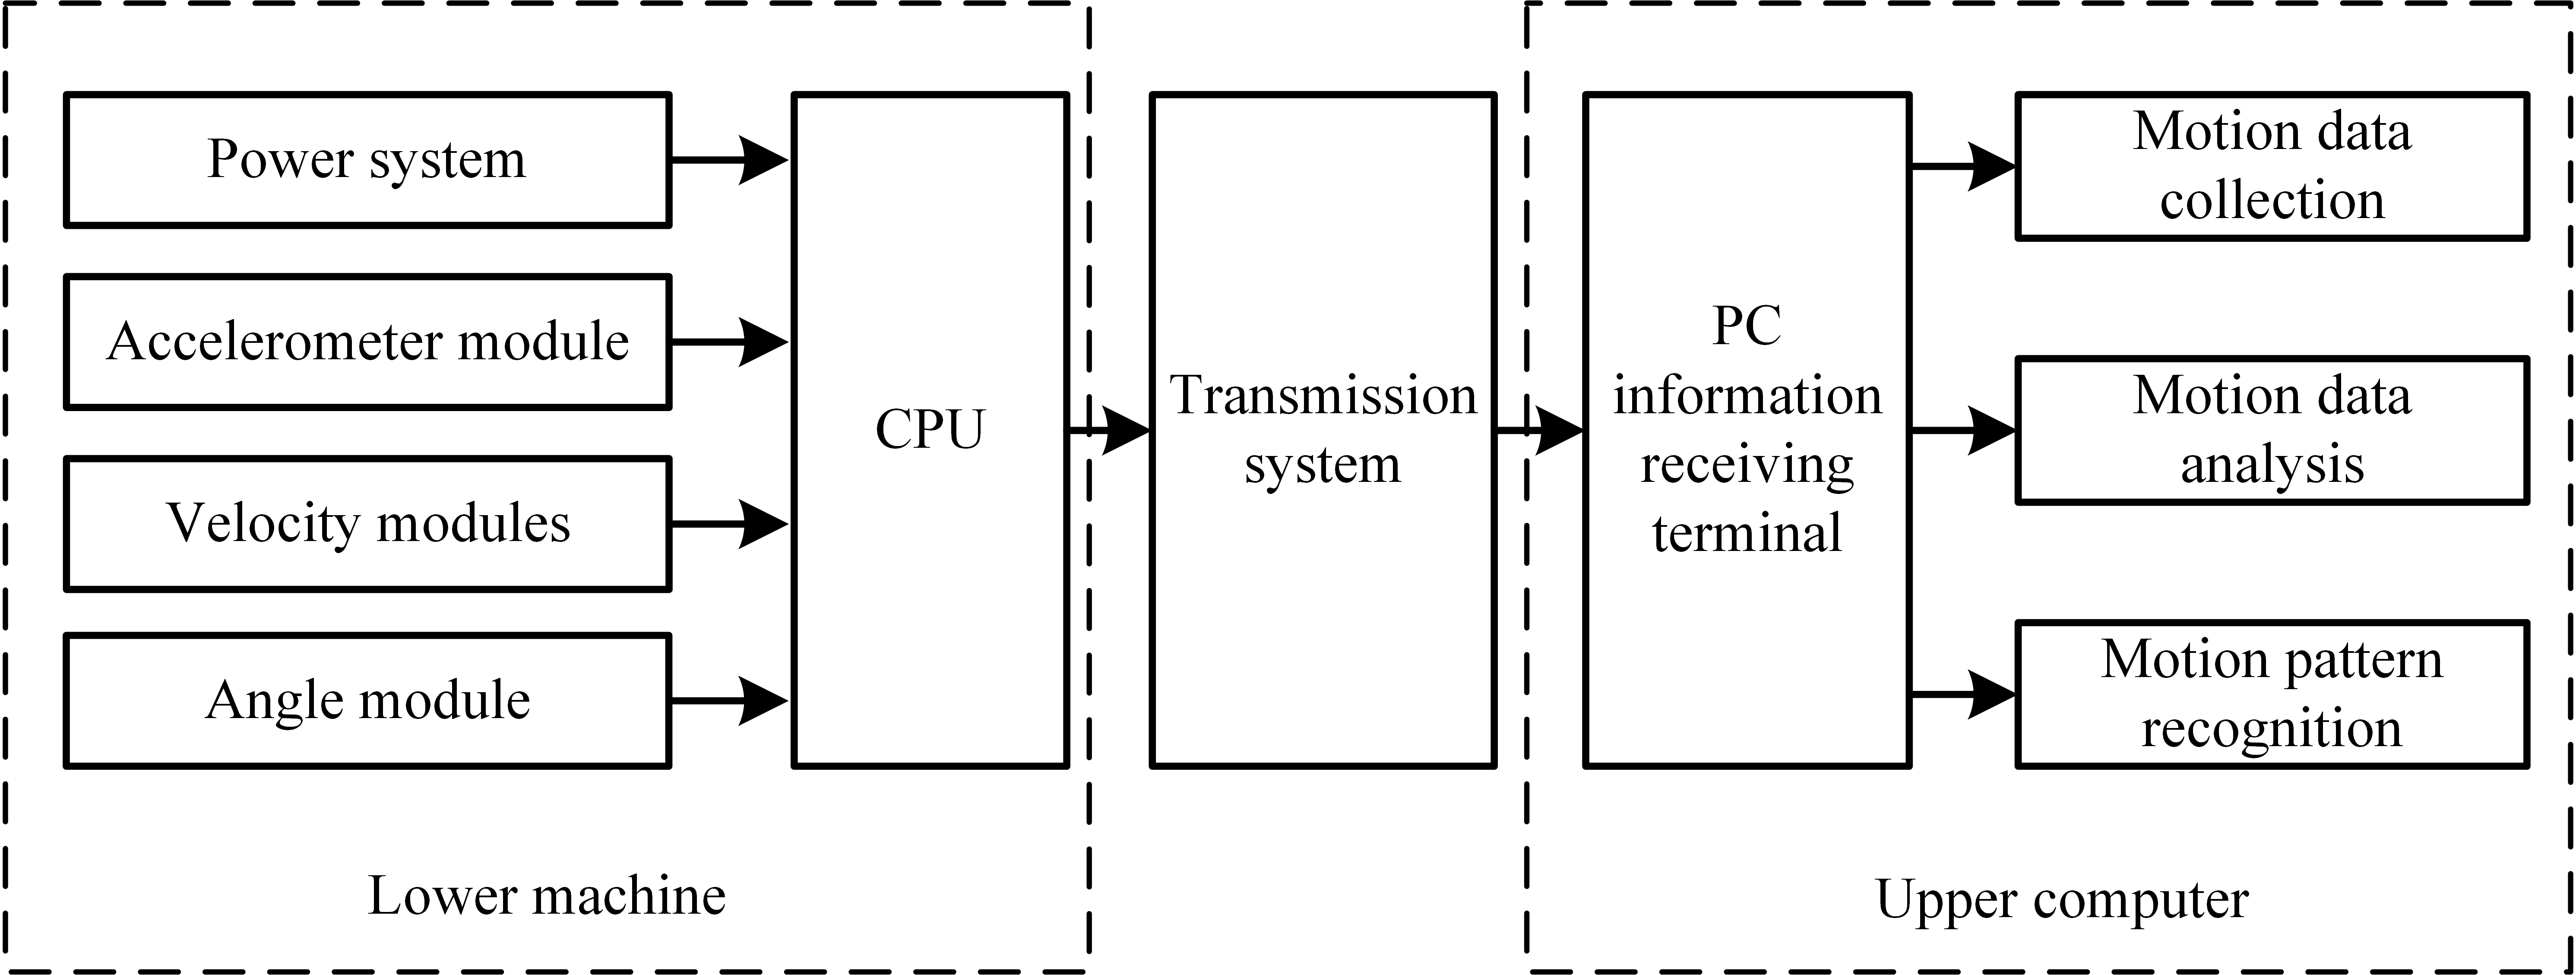 Power system
Accelerometer module
Velocity modules
Angle module
CPU
Lower machine
Transmission
system
PC
information
receiving
terminal
Motion data
collection
Motion data
analysis
Motion pattern
recognition
Upper computer